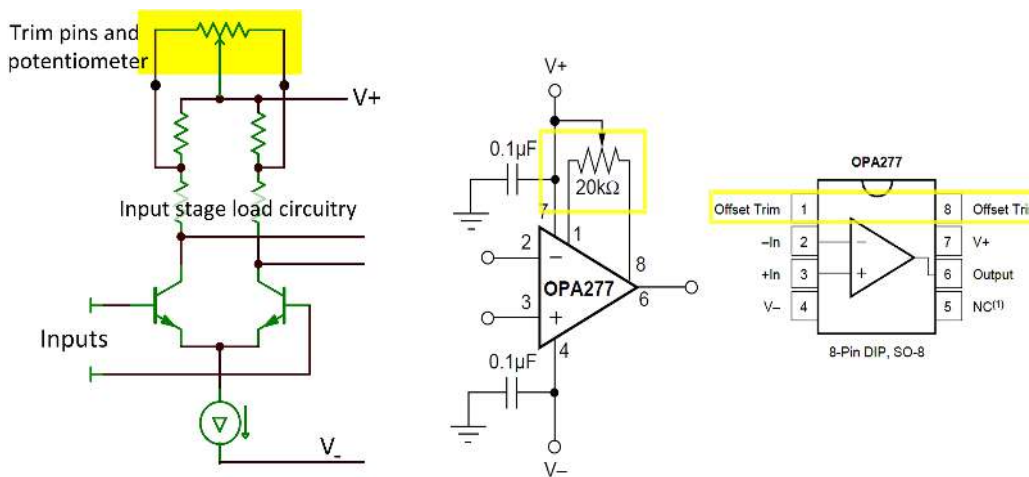 Trim pins and
potentiometer
V+
Input stage load circuitry
Inputs
V-
V+
0.1µF
20kΩ
7
1
2
8
OPA277
6
3
4
0.1µF
V–
OPA277
Offset Trim 1
8 Offset Tri
–In 2
7 V+
+In 3
6 Output
V– 4
5 NC(1)
8-Pin DIP, SO-8